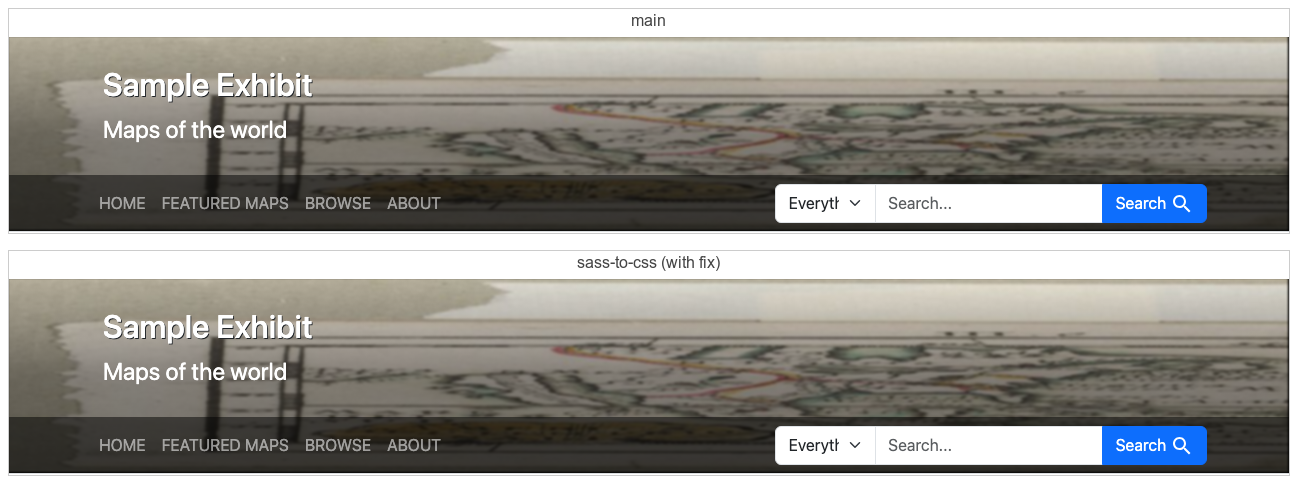 main
Sample Exhibit
Maps of the world
HOME FEATURED MAPS BROWSE ABOUT Everyth Search... Search
sass-to-css (with fix)
Sample Exhibit
Maps of the world
HOME FEATURED MAPS BROWSE ABOUT Everyth Search... Search